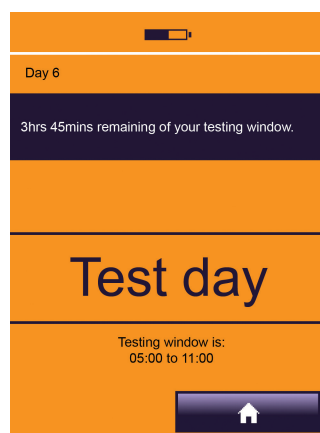 Day 6
3hrs 45mins remaining of your testing window.
Test day
Testing window is:
05:00 to 11:00